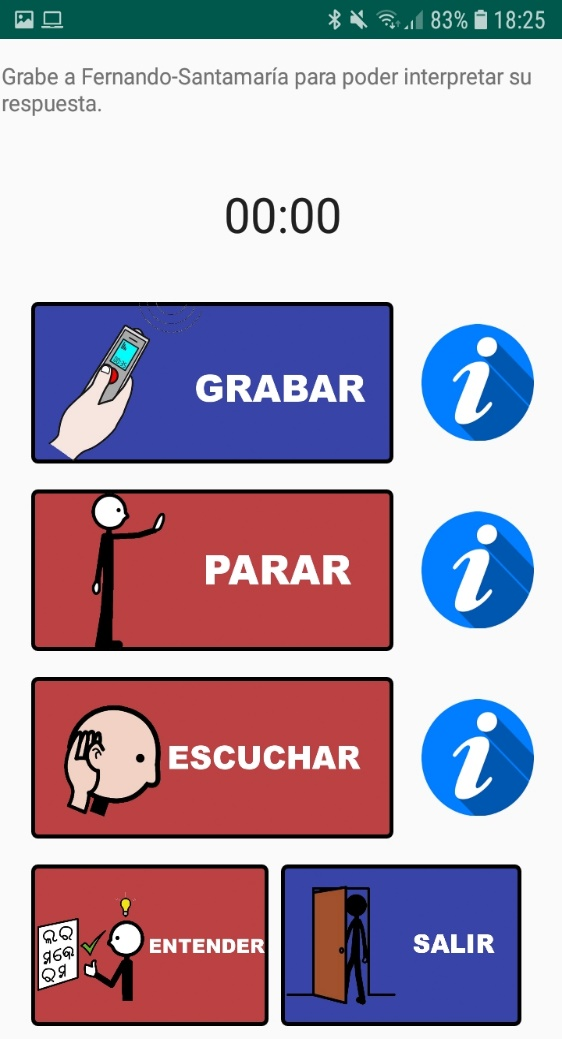 83% 18:25
Grabe a Fernando-Santamaría para poder interpretar su
respuesta.
00:00
GRABAR
i
PARAR
i
ESCUCHAR
i
ENTENDER
SALIR